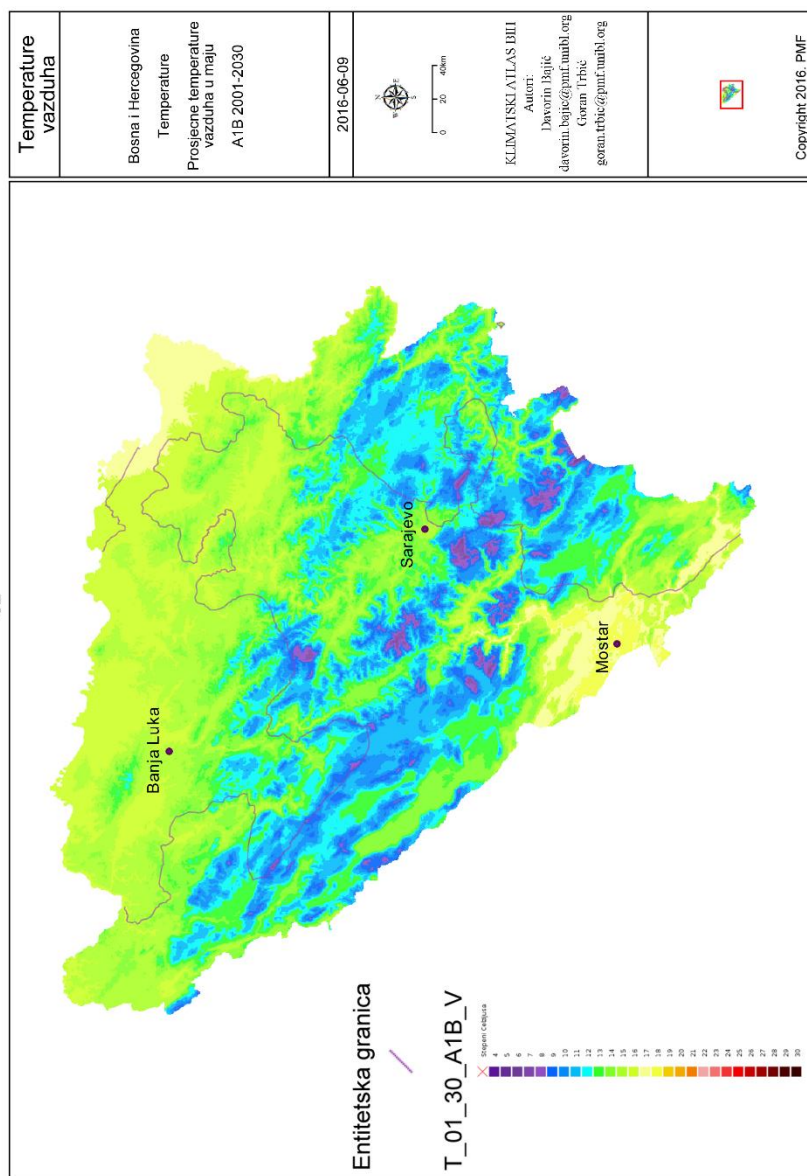 Temperature
vazduha
Bosna i Hercegovina
Temperature
Prosjecne temperature
vazduha u maju
A1B 2001-2030
2016-06-09
N
W
E
S
0 20 40km
KLIMATSKI ATLAS BIH
Autori:
Davorin Bajić
davorin.bajic@pmf.unibl.org
Goran Trbić
goran.trbic@pmf.unibl.org
Copyright 2016. PMF
Banja Luka
Sarajevo
Mostar
Entitetska granica
T_01_30_A1B_V
Stepeni Celzijusa
4
5
6
7
8
9
10
11
12
13
14
15
16
17
18
19
20
21
22
23
24
25
26
27
28
29
30